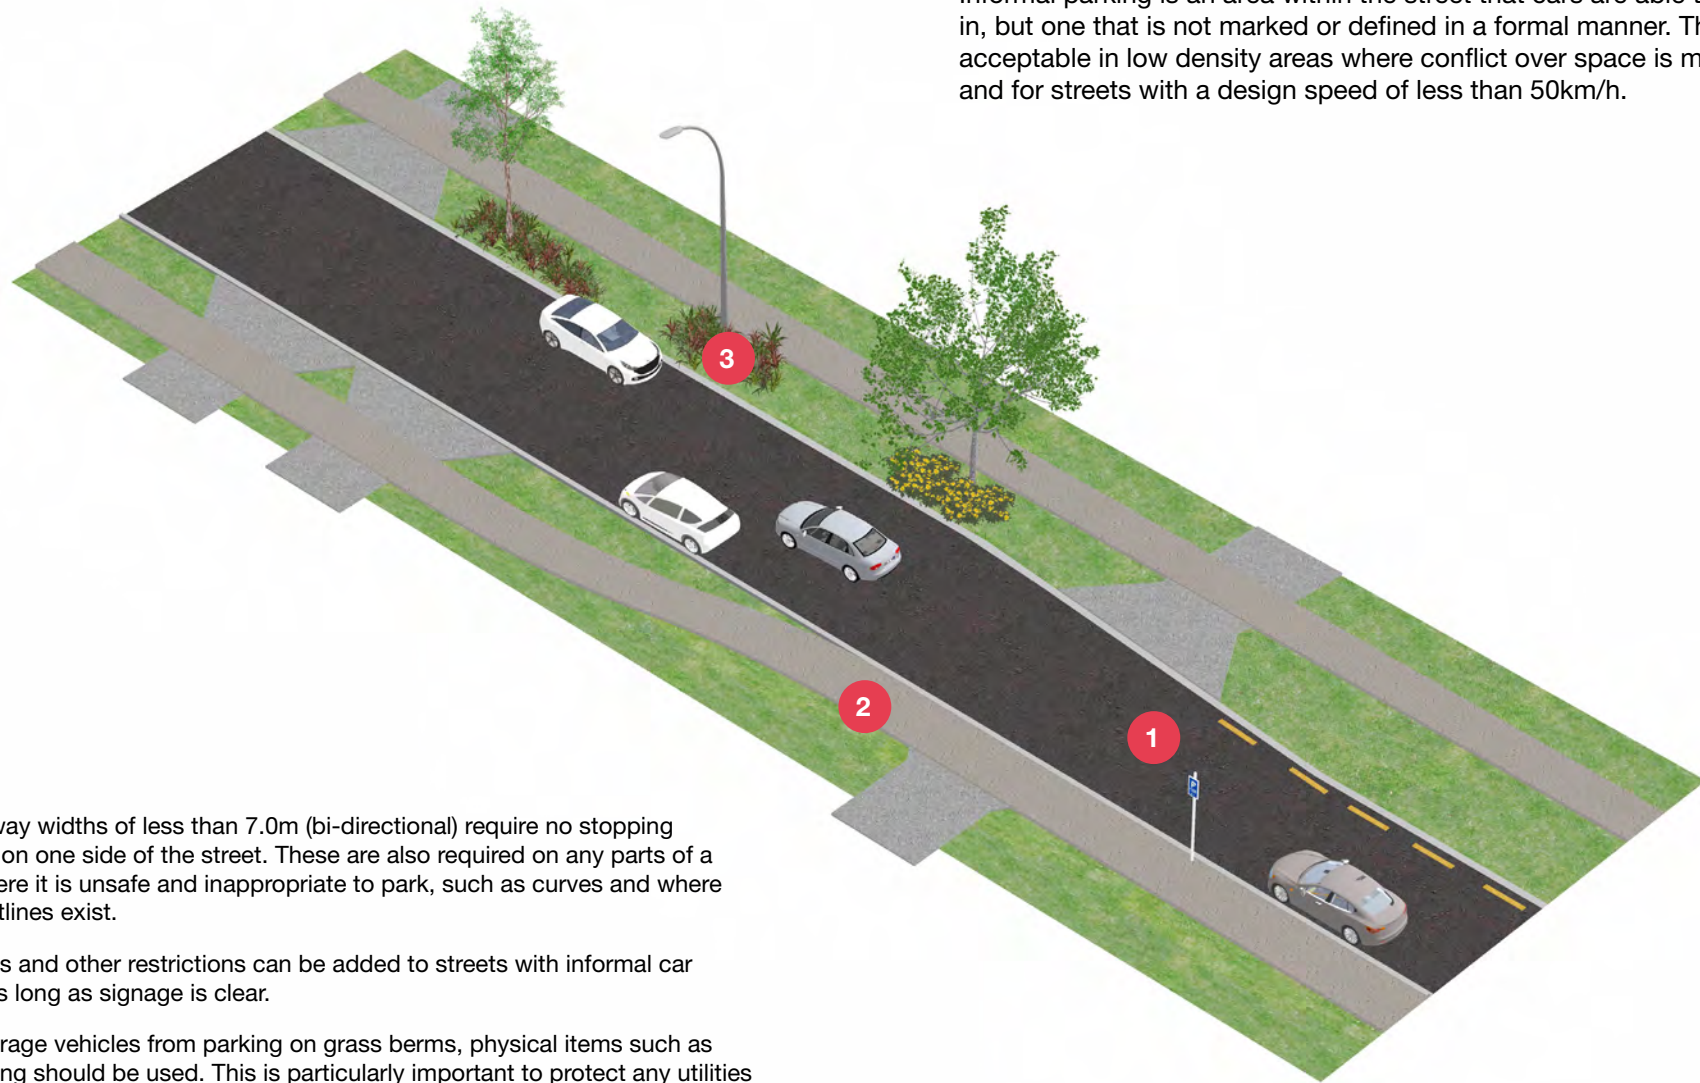 in, but one that is not marked or defined in a formal manner. Th
acceptable in low density areas where conflict over space is m
and for streets with a design speed of less than 50km/h.
3
2
1
P
way widths of less than 7.0m (bi-directional) require no stopping
on one side of the street. These are also required on any parts of a
ere it is unsafe and inappropriate to park, such as curves and where
tlines exist.
s and other restrictions can be added to streets with informal car
s long as signage is clear.
rage vehicles from parking on grass berms, physical items such as
ng should be used. This is particularly important to protect any utilities